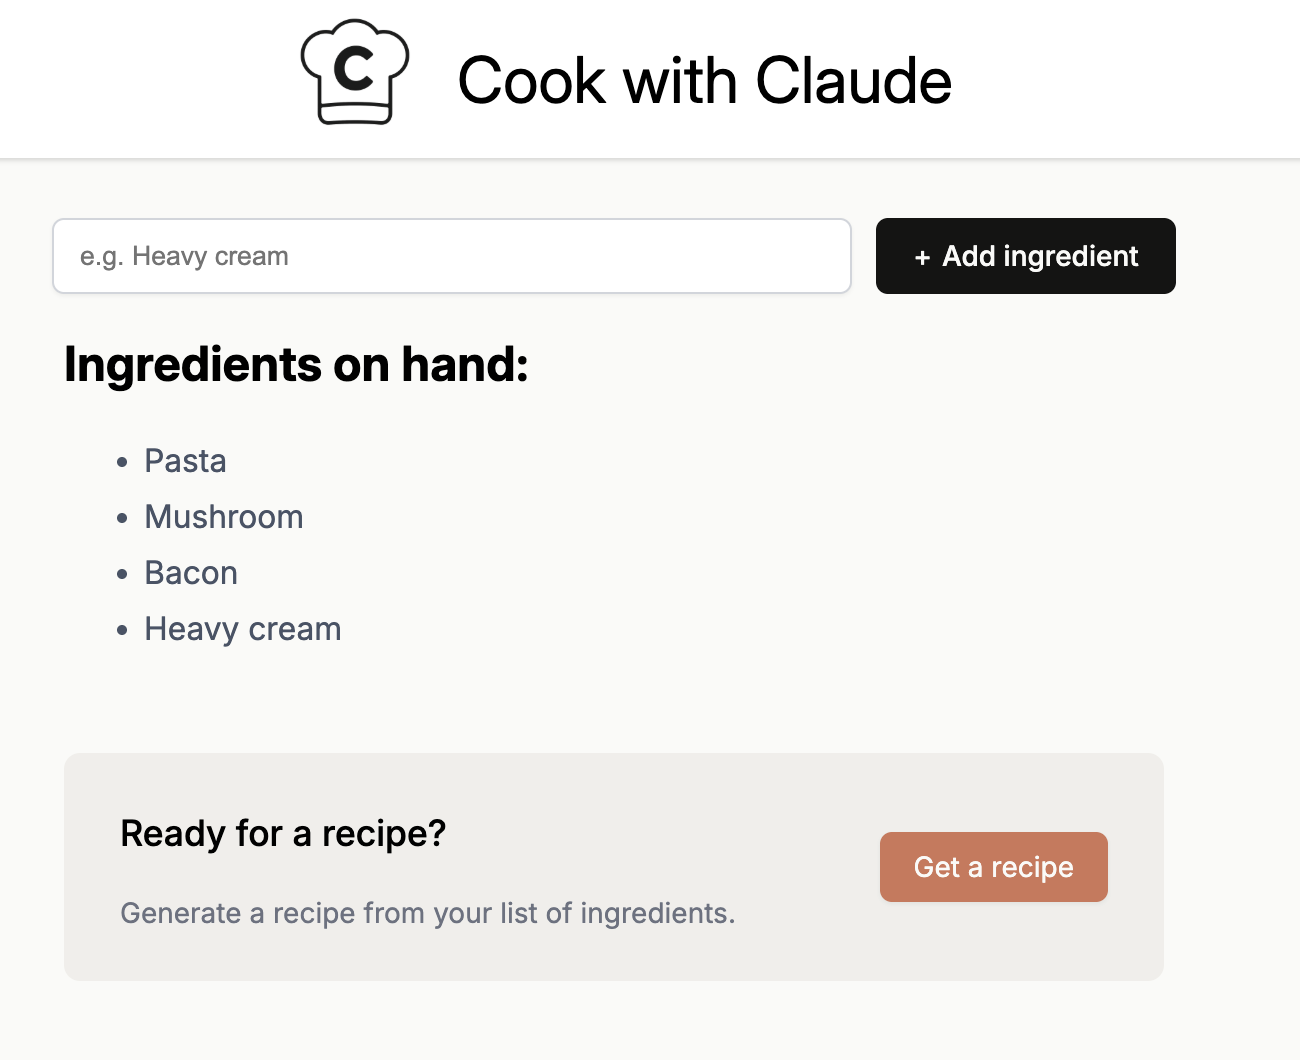 C
Cook with Claude
e.g. Heavy cream
+ Add ingredient
Ingredients on hand:
• Pasta
• Mushroom
• Bacon
• Heavy cream
Ready for a recipe?
Generate a recipe from your list of ingredients.
Get a recipe